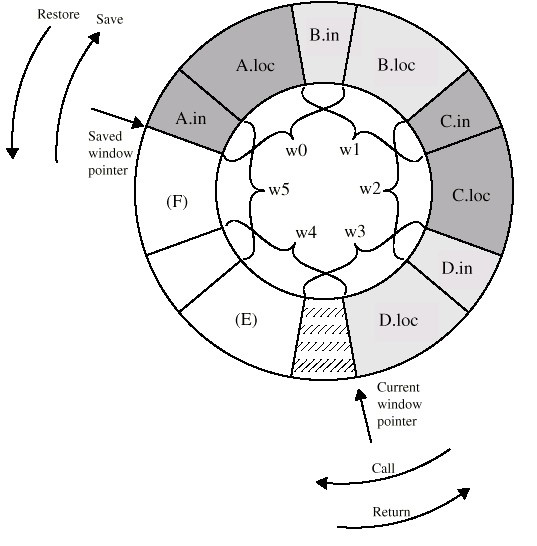 Restore
Save
Saved
window
pointer
A.in
A.loc
B.in
B.loc
C.in
C.loc
D.in
D.loc
(E)
(F)
w0
w1
w2
w3
w4
w5
Current
window
pointer
Call
Return